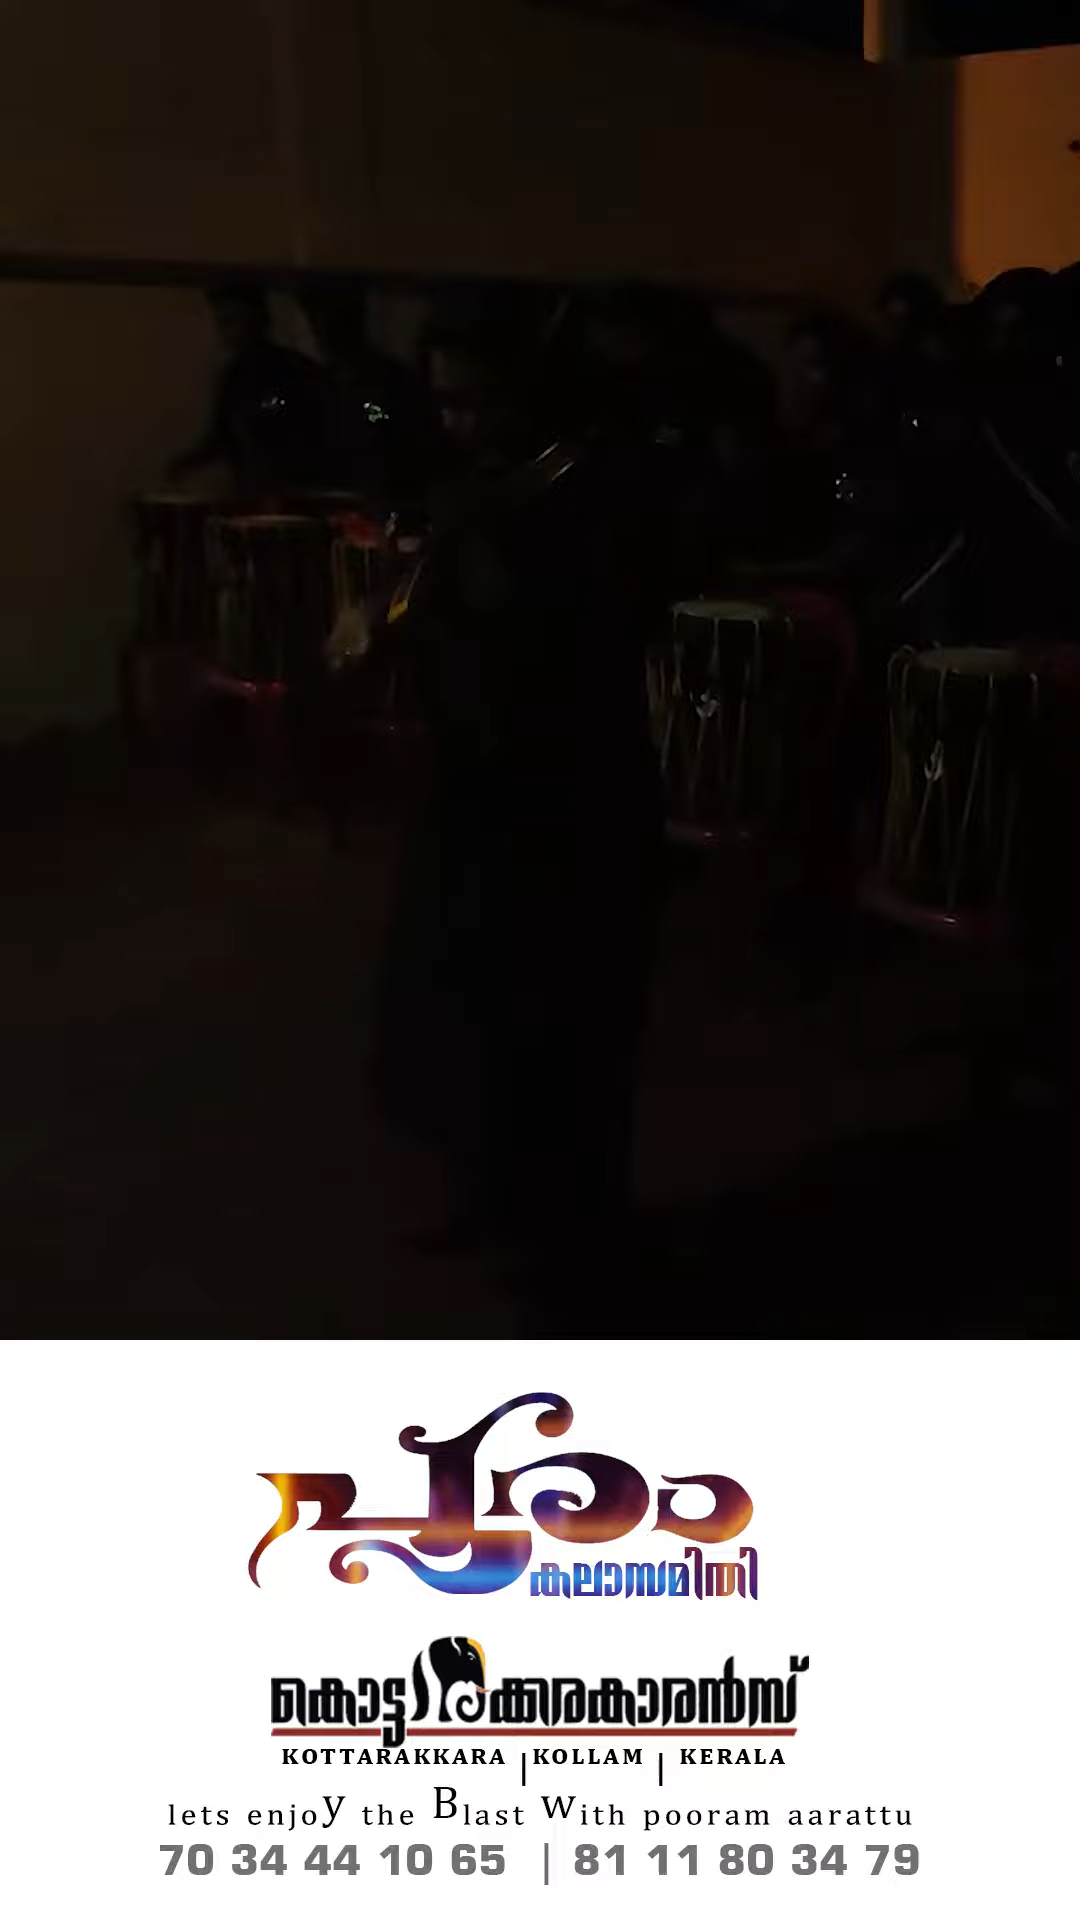 പൂരം
കലാസമിതി
കൊട്ടാരക്കരകാരൻസ്
KOTTARAKKARA | KOLLAM | KERALA
lets enjoy the Blast With pooram aarattu
70 34 44 10 65 | 81 11 80 34 79